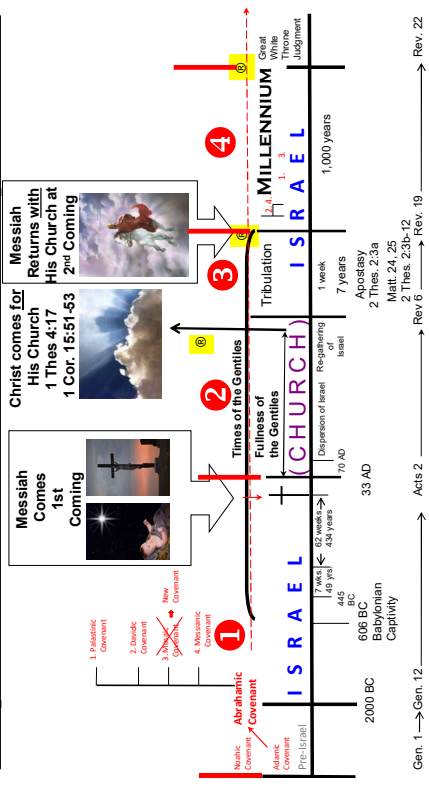 Messiah
Comes
1st
Coming
Christ comes for
His Church
1 Thes 4:17
1 Cor. 15:51-53
Messiah
Returns with
His Church at
2nd Coming
Great
White
Throne
Judgment
®
®
®
1. Palastinic
Covenant
2. Davidic
Covenant
3. Mosaic
Covenant
New
Covenant
4. Messianic
Covenant
Abrahamic
Covenant
Noahic
Covenant
Adamic
Covenant
Pre-Israel
1
2
3
4
Times of the Gentiles
Fullness of
the Gentiles
Tribulation
MILLENNIUM
2. 4.
1. 3.
I S R A E L
(CHURCH)
I S R A E L
7 wks.
49 yrs
62 weeks
434 years
70 AD
Dispersion of Israel
Re-gathering
of
Israel
1 week
7 years
1,000 years
2000 BC
606 BC
Babylonian
Captivity
445
BC
33 AD
Apostasy
2 Thes. 2:3a
Matt. 24, 25
2 Thes. 2:3b-12
Gen. 1
Gen. 12
Acts 2
Rev 6
Rev. 19
Rev. 22